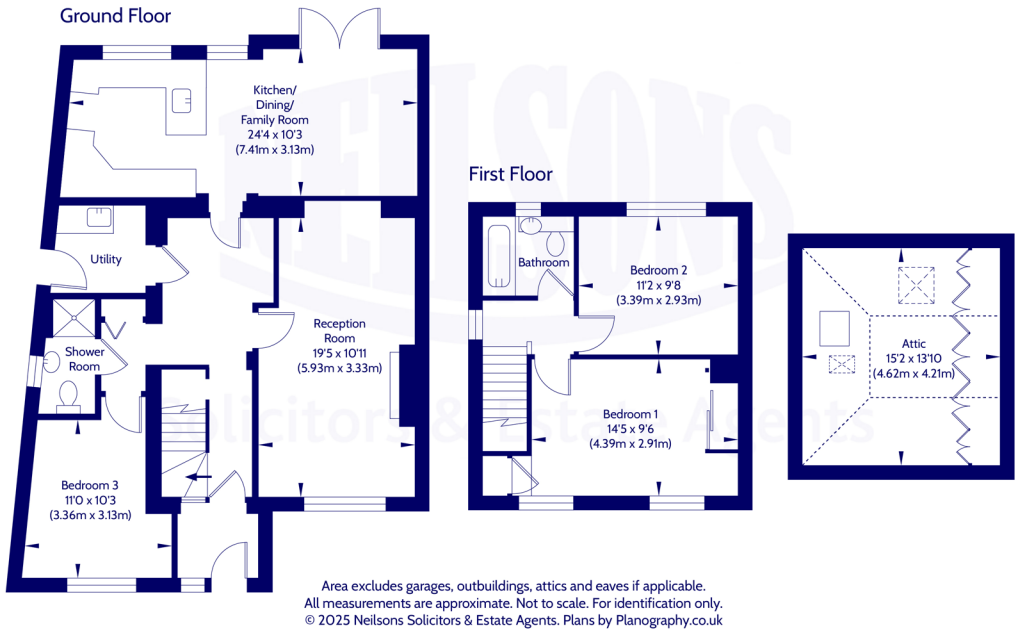 Ground Floor
Kitchen/
Dining/
Family Room
24'4 x 10'3
(7.41m x 3.13m)
Utility
Shower
Room
Reception
Room
19'5 x 10'11
(5.93m x 3.33m)
Bedroom 3
11'0 x 10'3
(3.36m x 3.13m)
First Floor
Bathroom
Bedroom 2
11'2 x 9'8
(3.39m x 2.93m)
Bedroom 1
14'5 x 9'6
(4.39m x 2.91m)
Attic
15'2 x 13'10
(4.62m x 4.21m)
NEILSONS
Solicitors & Estate Agents
Area excludes garages, outbuildings, attics and eaves if applicable.
All measurements are approximate. Not to scale. For identification only.
© 2025 Neilsons Solicitors & Estate Agents. Plans by Planography.co.uk